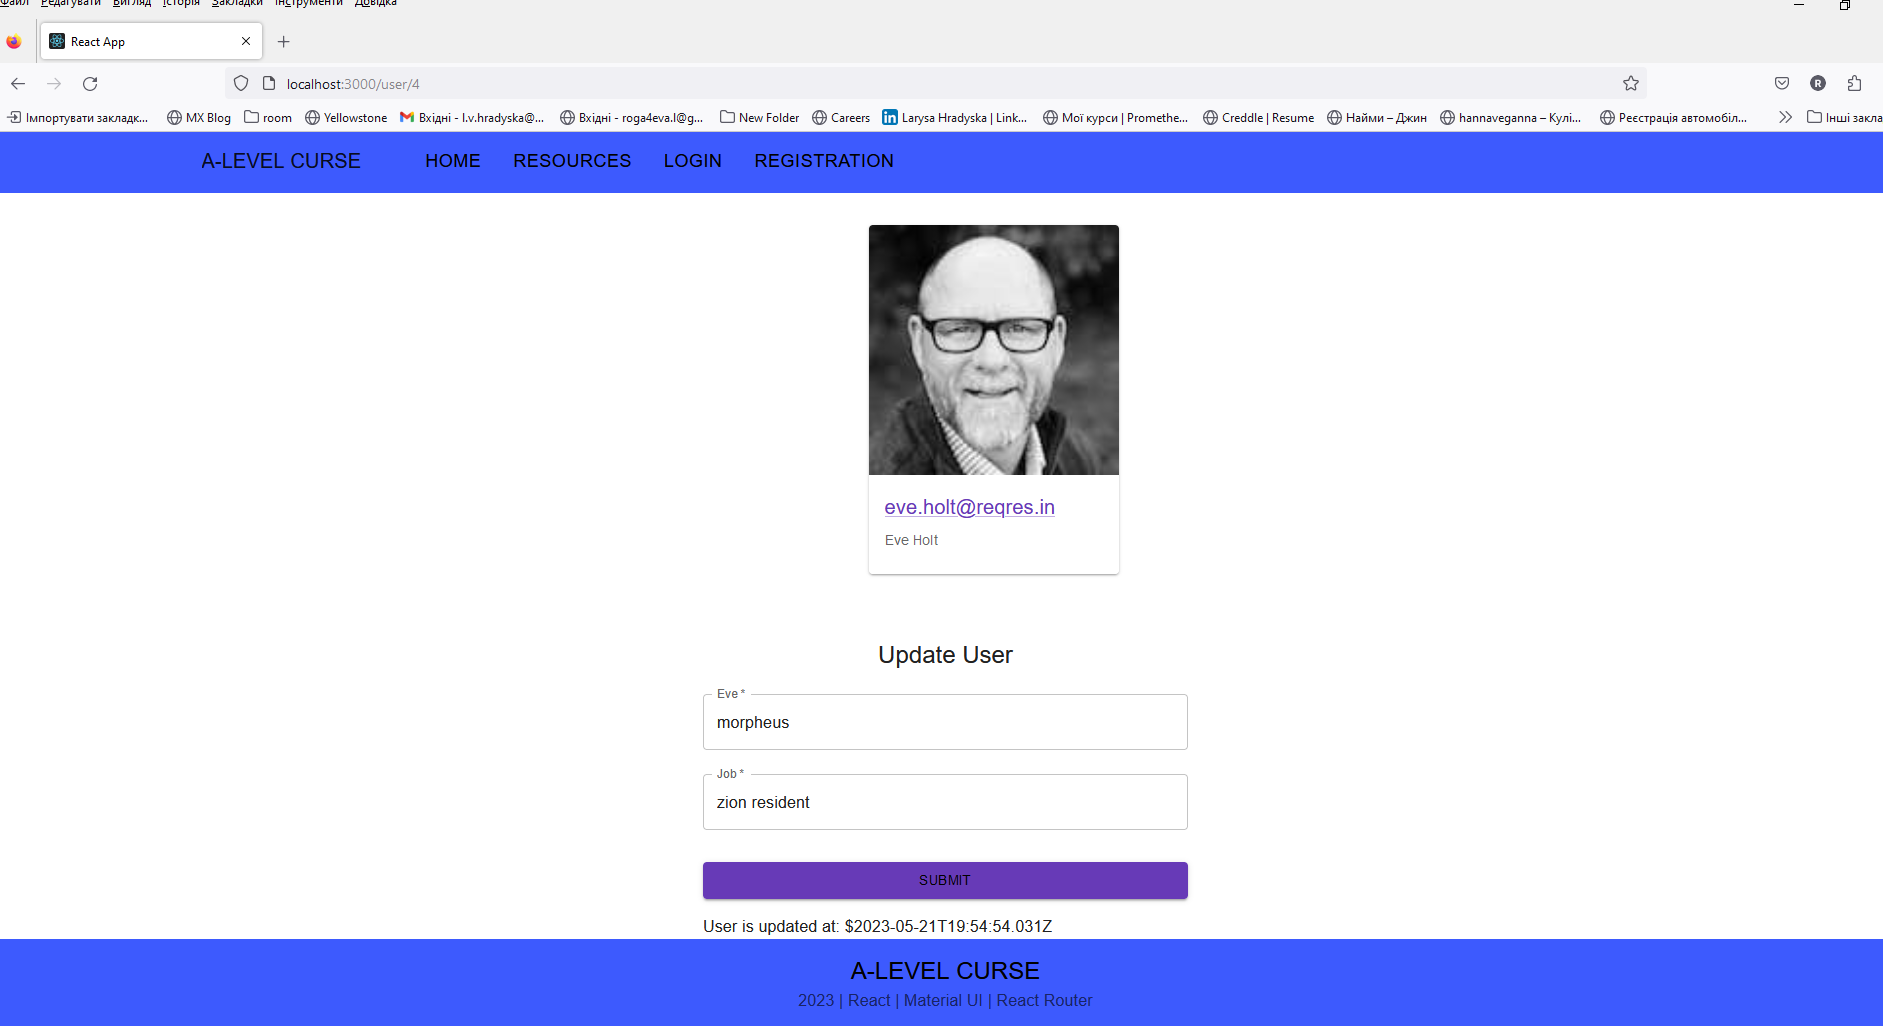 Файл Редагувати Вигляд Історія Закладки Інструменти Довідка
React App
localhost:3000/user/4
R
Імпортувати закладк... MX Blog room Yellowstone Вхідні - l.v.hradyska@... Вхідні - roga4eva.l@g... New Folder Careers Larysa Hradyska | Link... Мої курси | Promethe... Creddle | Resume Найми – Джин hannaveganna – Кулі... Реєстрація автомобіл... Інші закла
A-LEVEL CURSE HOME RESOURCES LOGIN REGISTRATION
eve.holt@reqres.in
Eve Holt
Update User
Eve *
morpheus
Job *
zion resident
SUBMIT
User is updated at: $2023-05-21T19:54:54.031Z
A-LEVEL CURSE
2023 | React | Material UI | React Router